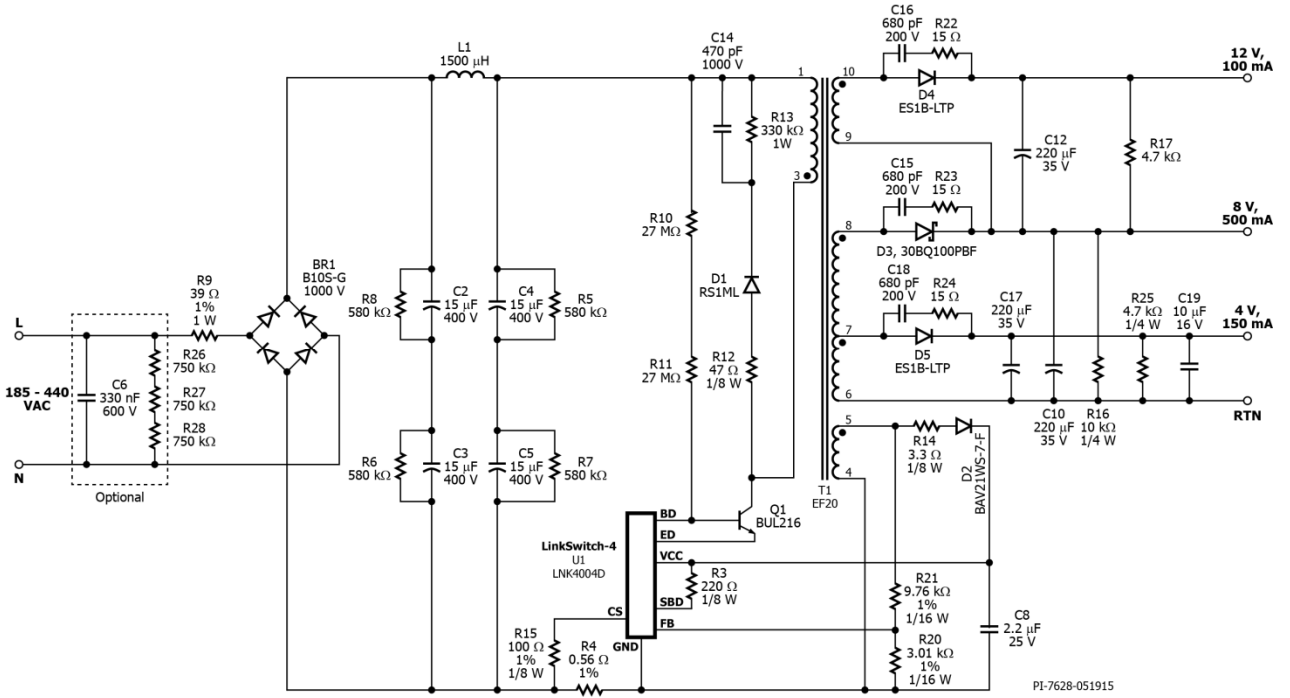 C16
680 pF
200 V
R22
15 Ω
12 V,
100 mA
L1
1500 μH
C14
470 pF
1000 V
1
10
D4
ES1B-LTP
R13
330 kΩ
1W
9
C12
220 μF
35 V
R17
4.7 kΩ
3
C15
680 pF
200 V
R23
15 Ω
8 V,
500 mA
R10
27 MΩ
8
D3, 30BQ100PBF
BR1
B10S-G
1000 V
D1
RS1ML
R9
39 Ω
1%
1 W
R8
580 kΩ
C2
15 μF
400 V
C4
15 μF
400 V
R5
580 kΩ
C18
680 pF
200 V
R24
15 Ω
C17
220 μF
35 V
R25
4.7 kΩ
1/4 W
C19
10 μF
16 V
4 V,
150 mA
L
7
D5
ES1B-LTP
R11
27 MΩ
R12
47 Ω
1/8 W
R26
750 kΩ
185 - 440
VAC
C6
330 nF
600 V
R27
750 kΩ
6
RTN
C10
220 μF
35 V
R16
10 kΩ
1/4 W
R28
750 kΩ
5
R14
3.3 Ω
1/8 W
D2
BAV21WS-7-F
N
R6
580 kΩ
C3
15 μF
400 V
C5
15 μF
400 V
R7
580 kΩ
4
Optional
T1
EF20
Q1
BUL216
BD
ED
LinkSwitch-4
U1
LNK4004D
VCC
R3
220 Ω
1/8 W
SBD
CS
FB
GND
R21
9.76 kΩ
1%
1/16 W
C8
2.2 μF
25 V
R15
100 Ω
1%
1/8 W
R4
0.56 Ω
1%
R20
3.01 kΩ
1%
1/16 W
PI-7628-051915